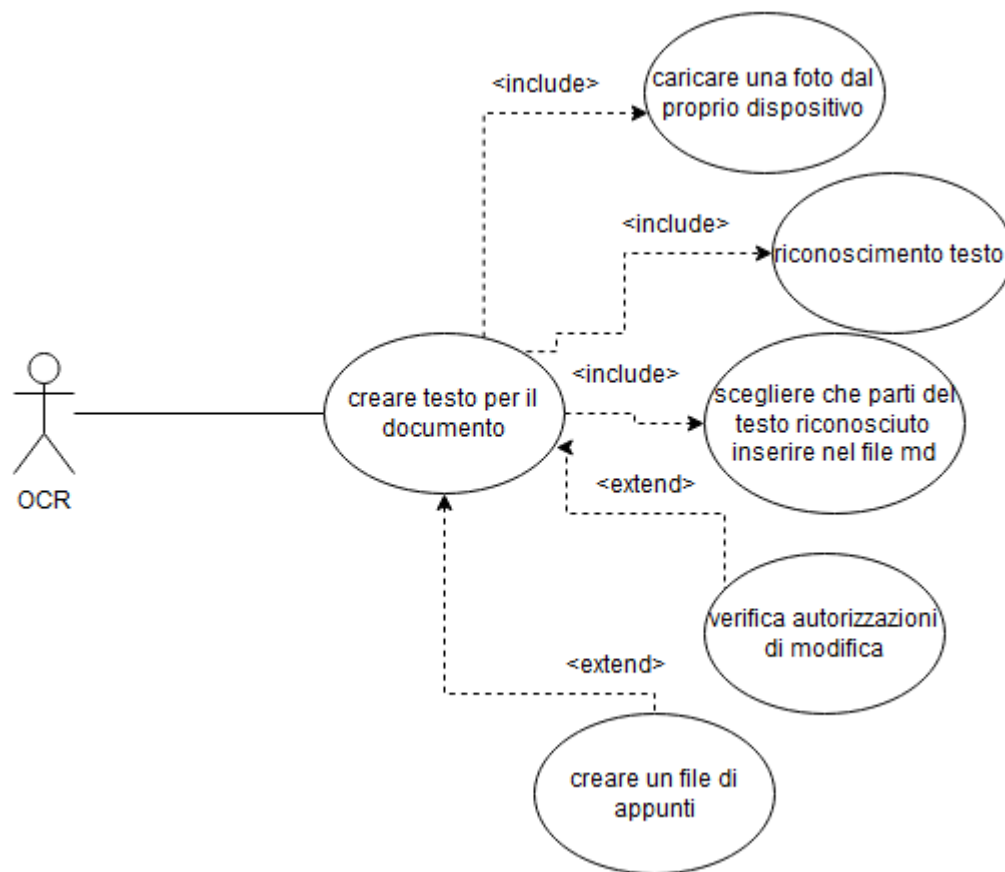 <include>
caricare una foto dal
proprio dispositivo
<include>
riconoscimento testo
<include>
scegliere che parti del
testo riconosciuto
inserire nel file md
creare testo per il
documento
OCR
<extend>
verifica autorizzazioni
di modifica
<extend>
creare un file di
appunti